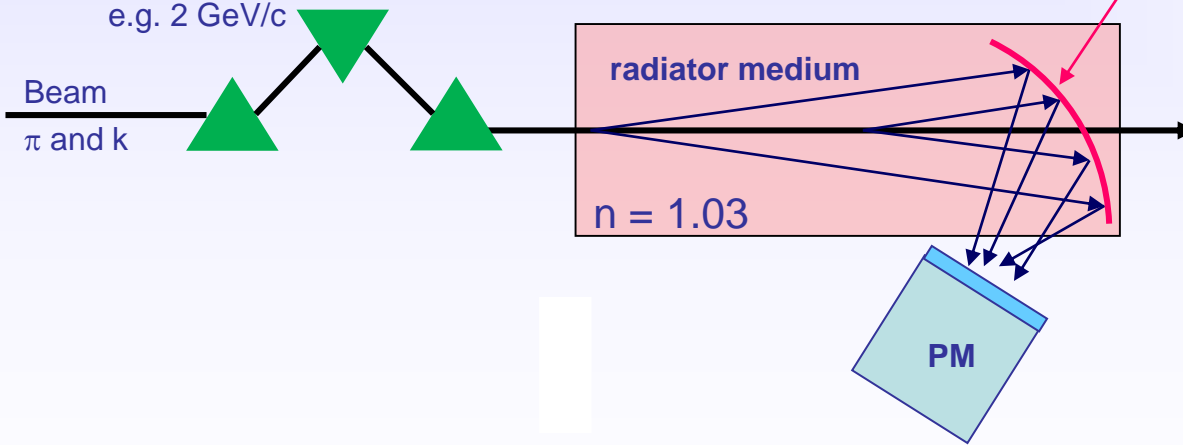 e.g. 2 GeV/c
Beam
π and k
radiator medium
n = 1.03
PM